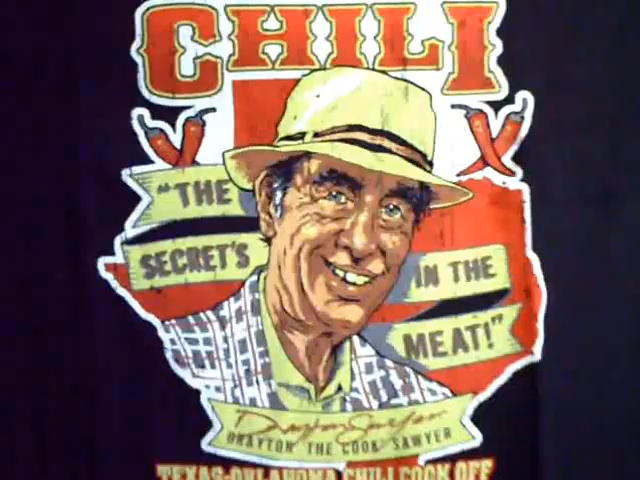 CHILI
"THE
SECRET'S
IN THE
MEAT!"
Drayton Sawyer
DRAYTON THE COOK SAWYER
TEXAS-OKLAHOMA CHILI COOK OFF